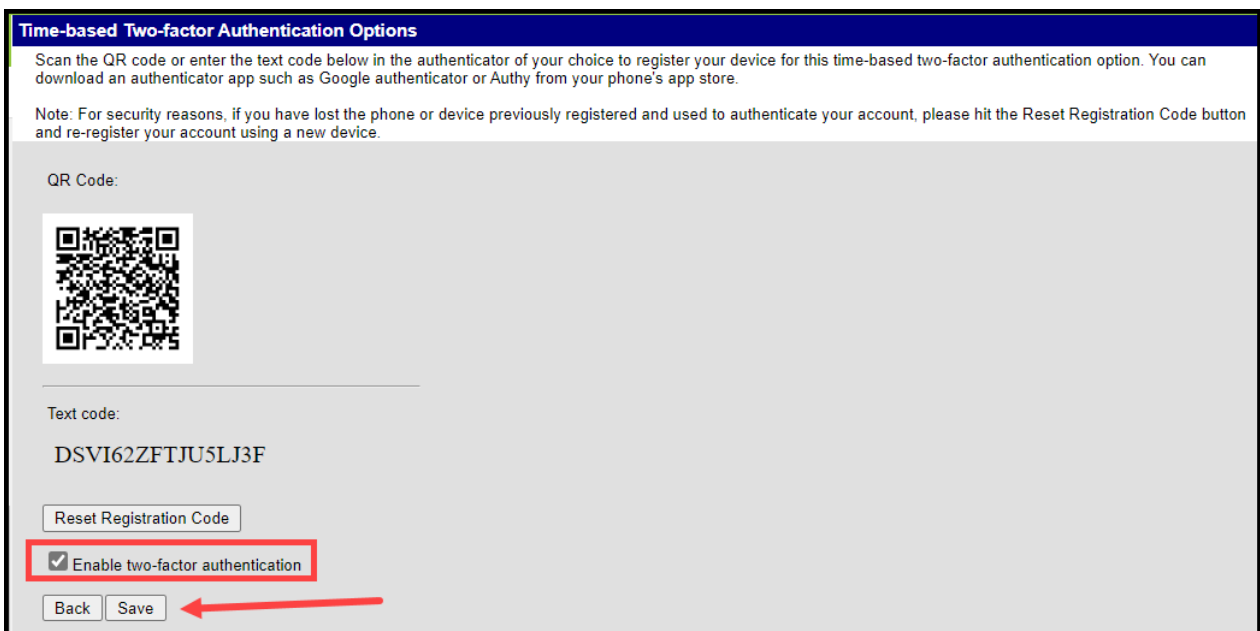 Time-based Two-factor Authentication Options
Scan the QR code or enter the text code below in the authenticator of your choice to register your device for this time-based two-factor authentication option. You can
download an authenticator app such as Google authenticator or Authy from your phone's app store.
Note: For security reasons, if you have lost the phone or device previously registered and used to authenticate your account, please hit the Reset Registration Code button
and re-register your account using a new device.
QR Code:
Text code:
DSVI62ZFTJU5LJ3F
Reset Registration Code
Enable two-factor authentication
Back Save